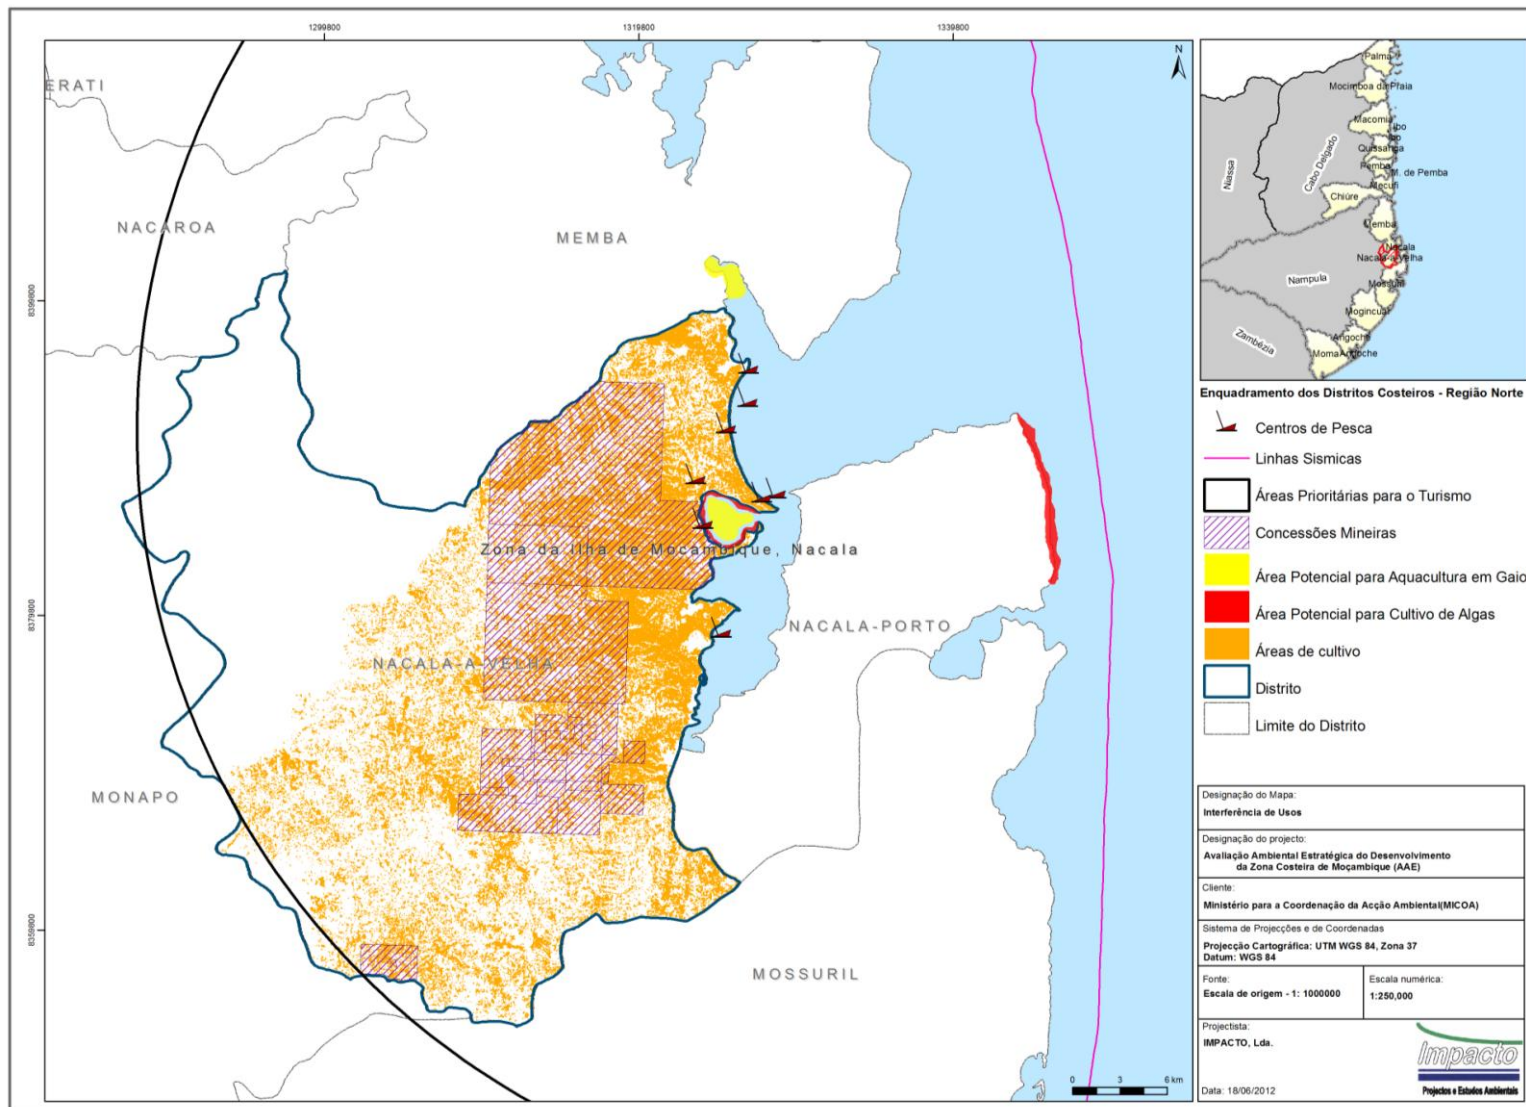 1299800
1319800
1339800
8399800
8379800
8359800
N
ERATI
NACAROA
MEMBA
Zona da Ilha de Mocambique, Nacala
NACALA-A-VELHA
NACALA-PORTO
MONAPO
MOSSURIL
0 3 6 km
Palma
Mocimboa da Praia
Macomia
Ibo
Quissanga
Pemba
M. de Pemba
Mecufi
Chiúre
Memba
Nacala
Nacala-a-Velha
Mossuril
Mogincual
Angoche
Moma
Angoche
Niassa
Cabo Delgado
Nampula
Zambézia
Enquadramento dos Distritos Costeiros - Região Norte
Centros de Pesca
Linhas Sismicas
Áreas Prioritárias para o Turismo
Concessões Mineiras
Área Potencial para Aquacultura em Gaio
Área Potencial para Cultivo de Algas
Áreas de cultivo
Distrito
Limite do Distrito
Designação do Mapa:
Interferência de Usos
Designação do projecto:
Avaliação Ambiental Estratégica do Desenvolvimento
da Zona Costeira de Moçambique (AAE)
Cliente:
Ministério para a Coordenação da Acção Ambiental(MICOA)
Sistema de Projecções e de Coordenadas
Projecção Cartográfica: UTM WGS 84, Zona 37
Datum: WGS 84
Fonte:
Escala de origem - 1: 1000000
Escala numérica:
1:250,000
Projectista:
IMPACTO, Lda.
Data: 18/06/2012
Impacto
Projectos e Estudos Ambientais